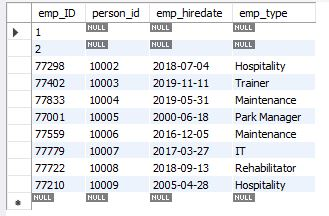 emp_ID person_id emp_hiredate emp_type
1 NULL NULL NULL
2 NULL NULL NULL
77298 10002 2018-07-04 Hospitality
77402 10003 2019-11-11 Trainer
77833 10004 2019-05-31 Maintenance
77001 10005 2000-06-18 Park Manager
77559 10006 2016-12-05 Maintenance
77779 10007 2017-03-27 IT
77722 10008 2018-09-13 Rehabilitator
77210 10009 2005-04-28 Hospitality
NULL NULL NULL NULL